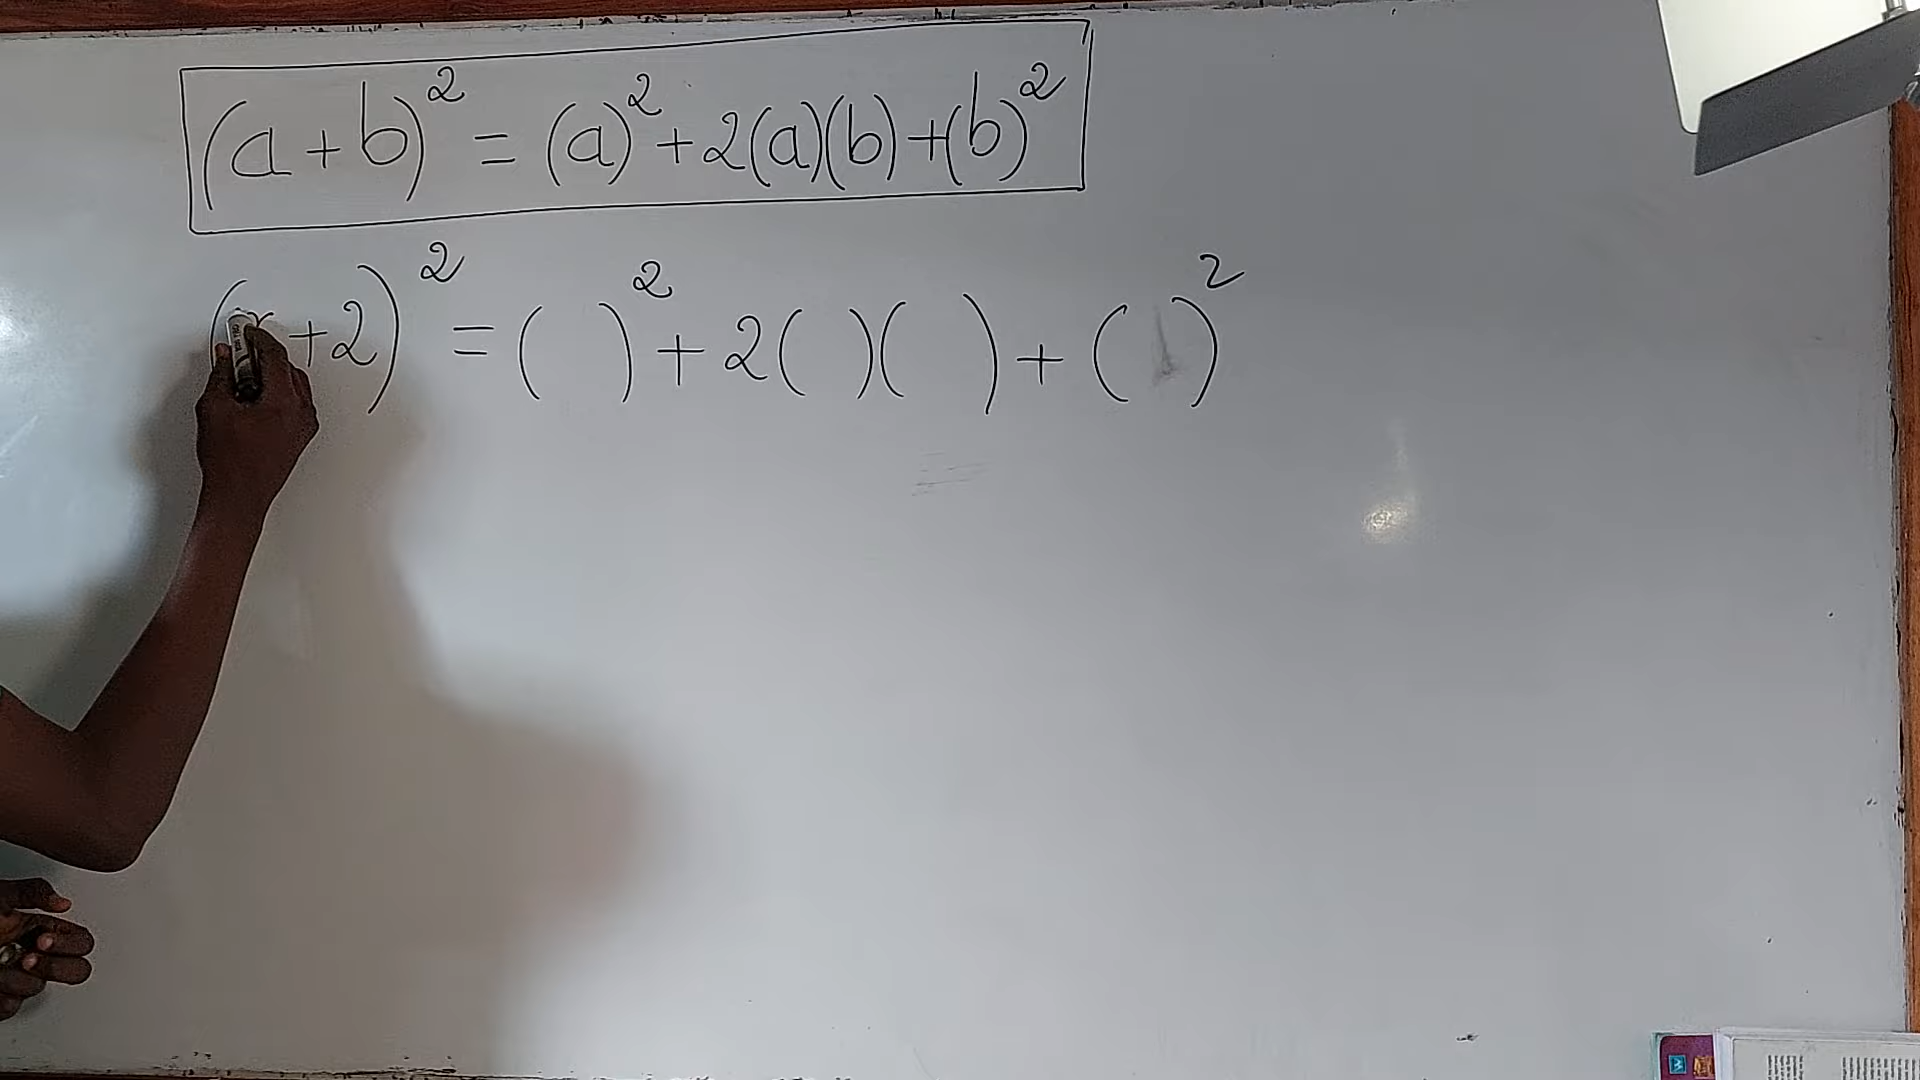 (a+b)² = (a)²+2(a)(b)+(b)²
(x+2)² = ( )² + 2( )( ) + ( )²